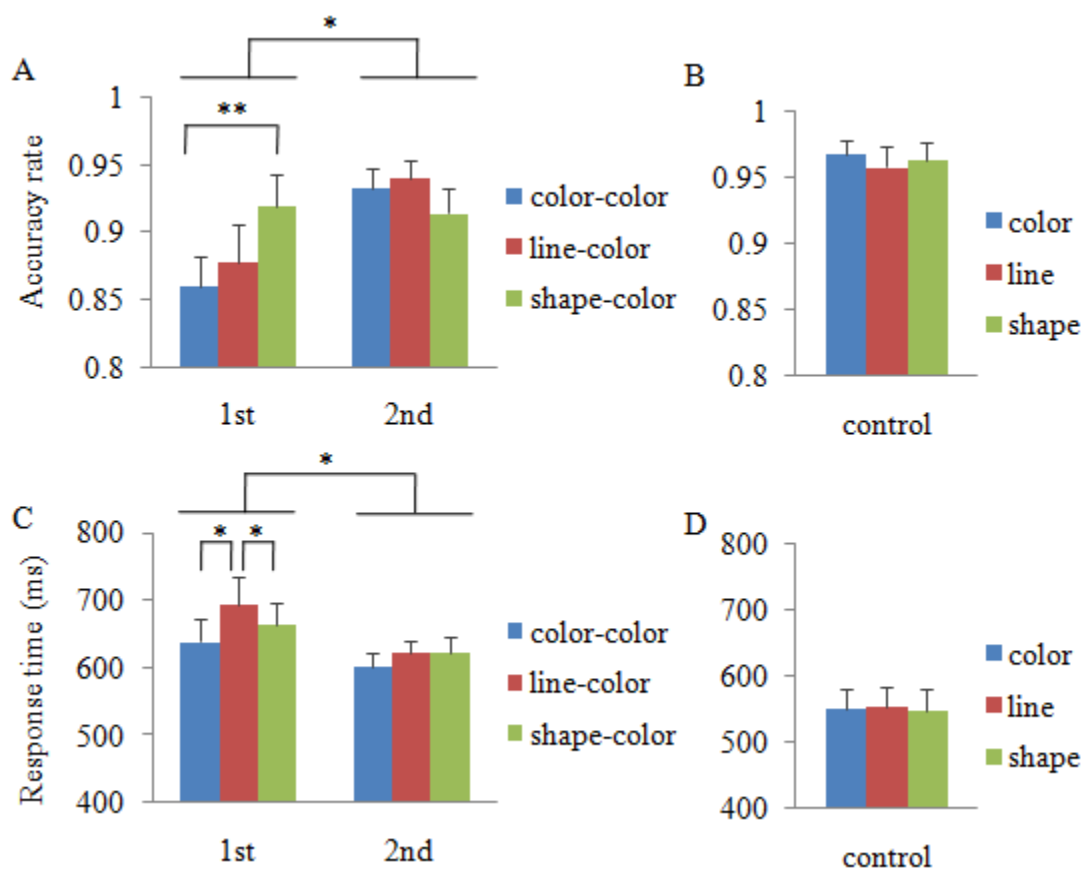 *
A
**
Accuracy rate
1
0.95
0.9
0.85
0.8
1st
2nd
color-color
line-color
shape-color
B
1
0.95
0.9
0.85
0.8
control
color
line
shape
*
C
* *
Response time (ms)
800
700
600
500
400
1st
2nd
color-color
line-color
shape-color
D
800
700
600
500
400
control
color
line
shape